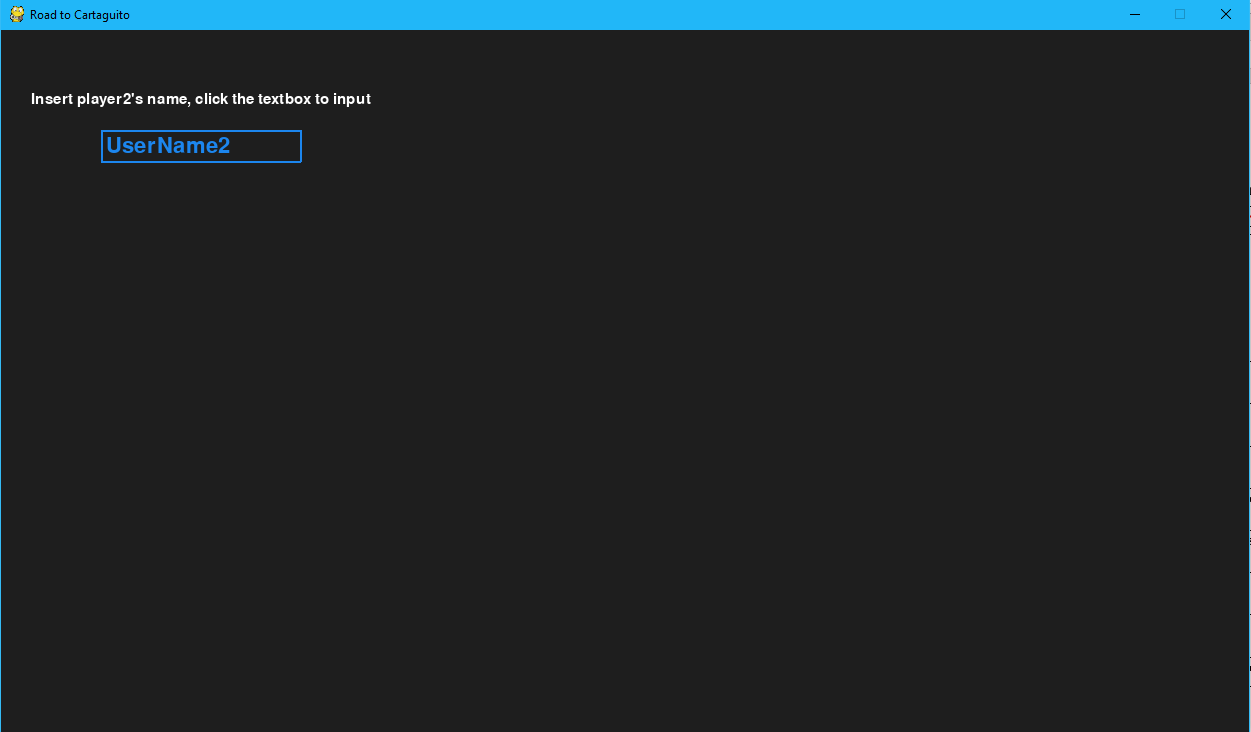 Road to Cartaguito
Insert player2's name, click the textbox to input
UserName2